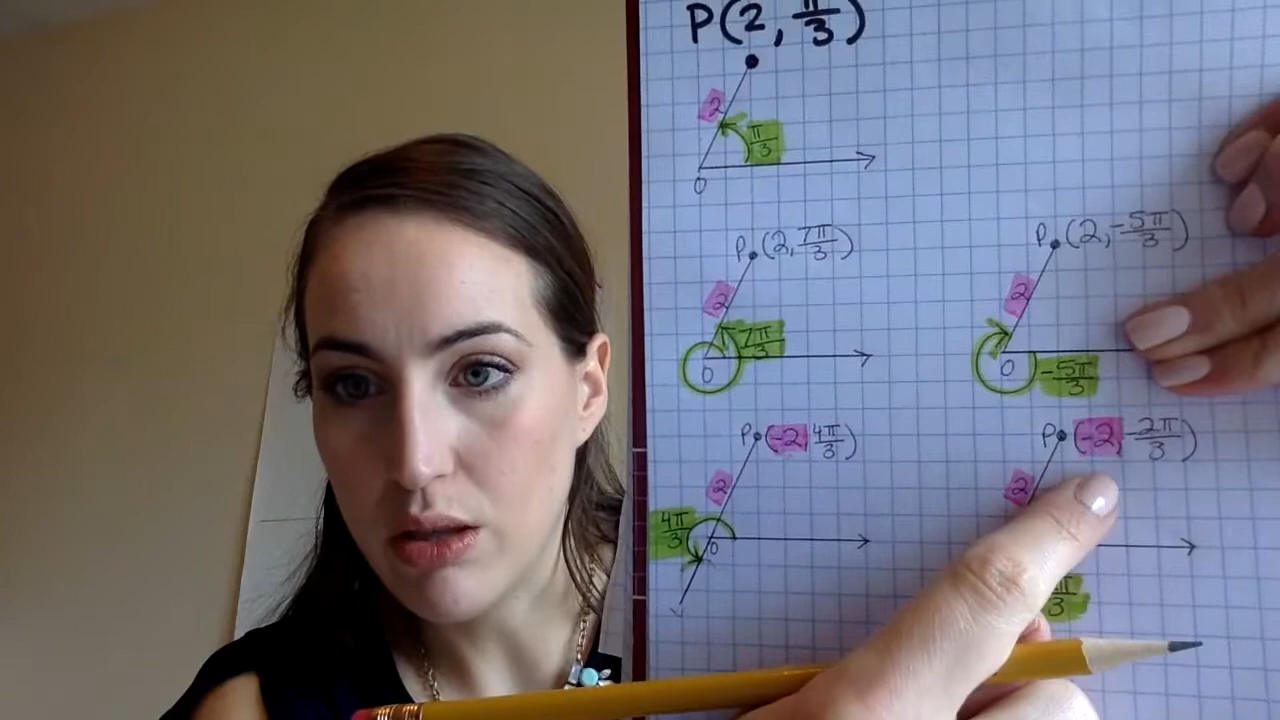 P(2, π/3)
2
π/3
0
P (2, 7π/3)
2
7π/3
0
P (2, -5π/3)
2
0
-5π/3
P (-2, 4π/3)
2
4π/3
0
P (-2, -2π/3)
2
π/3